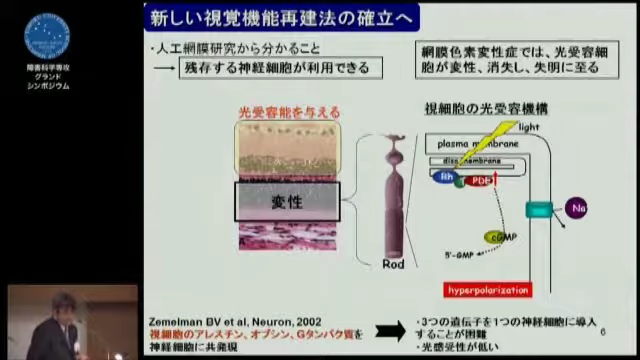 新しい視覚機能再建法の確立へ
障害科学専攻
グランド
シンポジウム
・人工網膜研究から分かること
残存する神経細胞が利用できる
網膜色素変性症では、光受容細
胞が変性、消失し、失明に至る
光受容能を与える
変性
Rod
視細胞の光受容機構
light
plasma membrane
disc membrane
Rh
PDE
Na
cGMP
5'-GMP
hyperpolarization
Zemelman BV et al, Neuron, 2002
視細胞のアレスチン、オプシン、Gタンパク質を
神経細胞に共発現
・3つの遺伝子を1つの神経細胞に導入
することが困難
・光感受性が低い
6